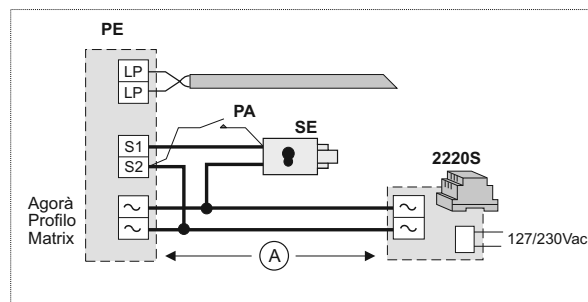 PE
LP
LP
PA
SE
S1
S2
2220S
Agorà
Profilo
Matrix
~
~
~
~
127/230Vac
A